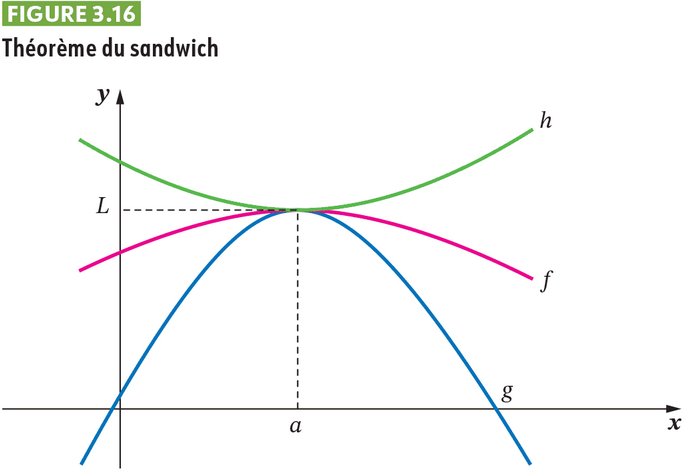 FIGURE 3.16
Théorème du sandwich
y
h
L
f
g
a
x